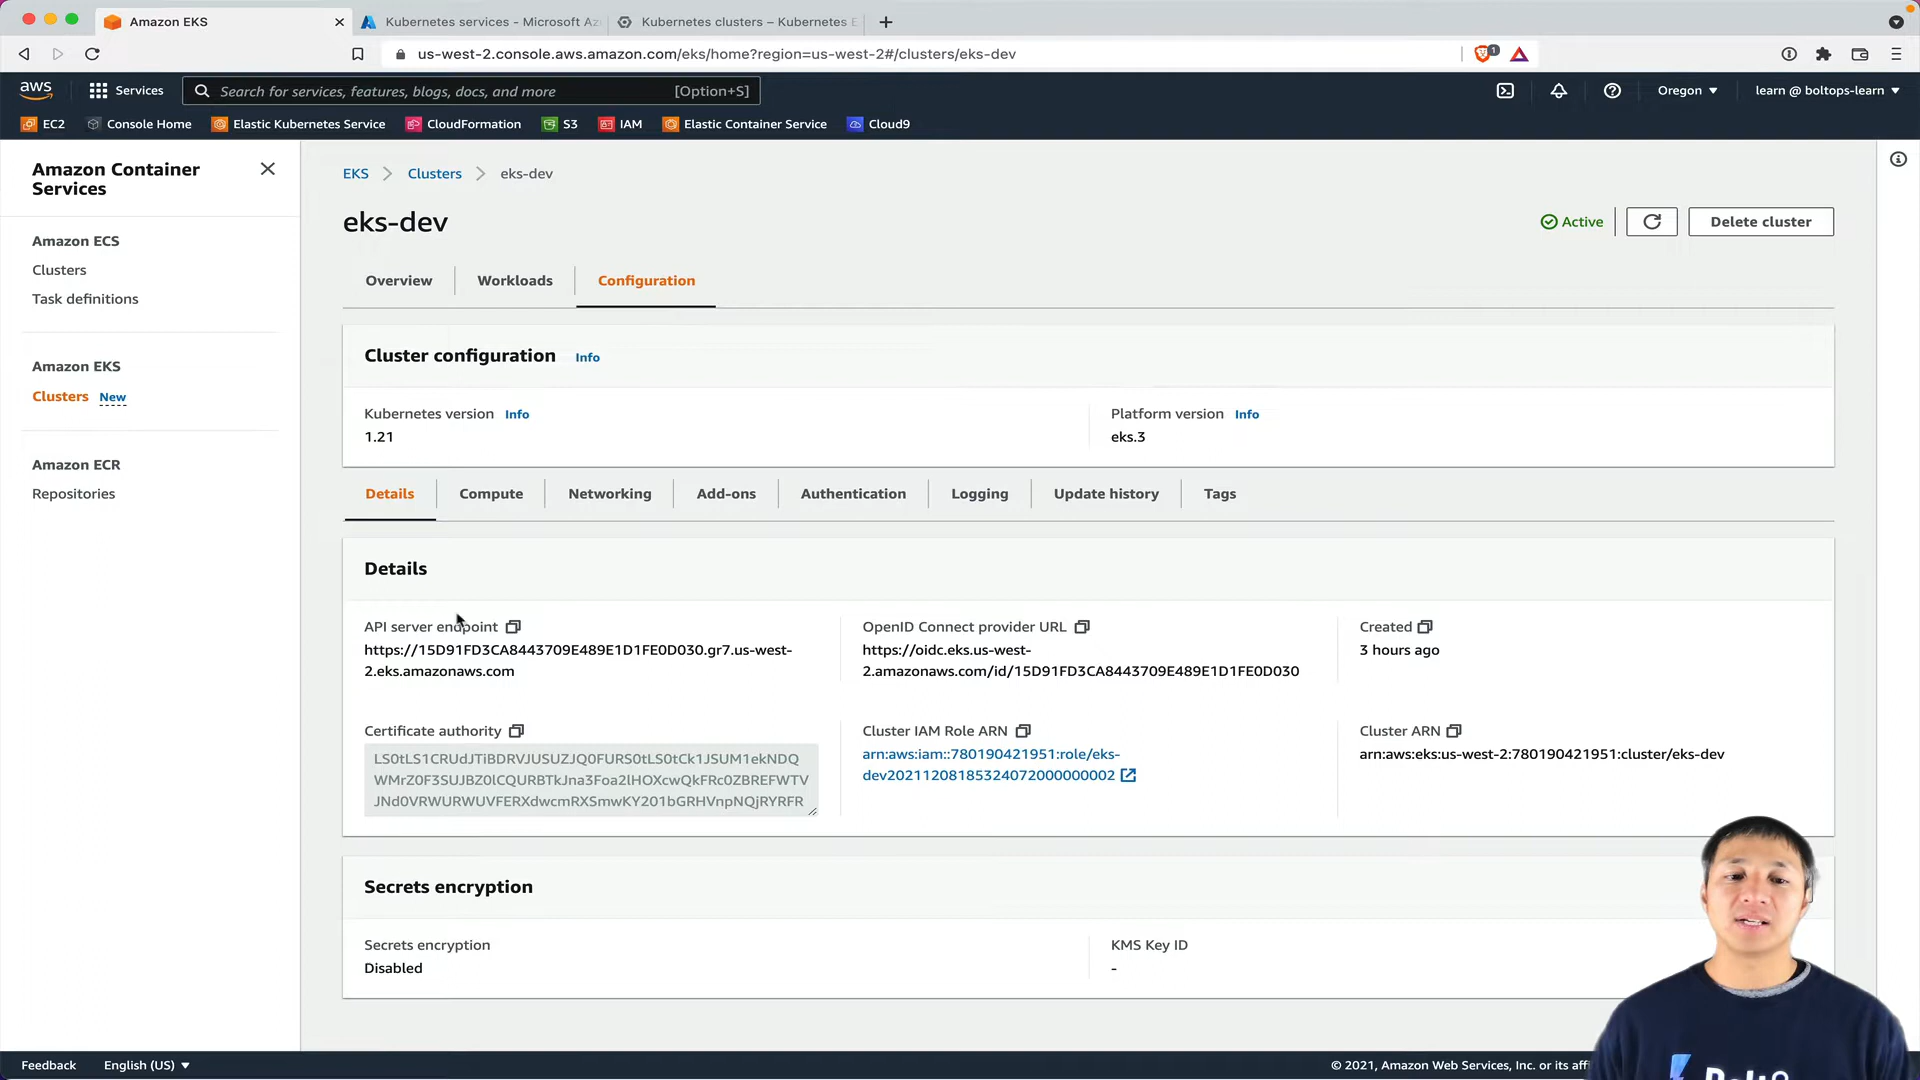 Amazon EKS
Kubernetes services - Microsoft Az
Kubernetes clusters – Kubernetes E
us-west-2.console.aws.amazon.com/eks/home?region=us-west-2#/clusters/eks-dev
1
aws
Services
Search for services, features, blogs, docs, and more
[Option+S]
Oregon
learn @ boltops-learn
EC2
Console Home
Elastic Kubernetes Service
CloudFormation
S3
IAM
Elastic Container Service
Cloud9
Amazon Container
Services
Amazon ECS
Clusters
Task definitions
Amazon EKS
Clusters New
Amazon ECR
Repositories
EKS
Clusters
eks-dev
eks-dev
Active
Delete cluster
Overview
Workloads
Configuration
Cluster configuration Info
Kubernetes version Info
1.21
Platform version Info
eks.3
Details
Compute
Networking
Add-ons
Authentication
Logging
Update history
Tags
Details
API server endpoint
https://15D91FD3CA8443709E489E1D1FE0D030.gr7.us-west-
2.eks.amazonaws.com
OpenID Connect provider URL
https://oidc.eks.us-west-
2.amazonaws.com/id/15D91FD3CA8443709E489E1D1FE0D030
Created
3 hours ago
Certificate authority
LS0tLS1CRUdJTiBDRVJUSUZJQ0FURS0tLS0tCk1JSUM1ekNDQ
WMrZ0F3SUJBZ0lCQURBTkJna3Foa2lHOXcwQkFRc0ZBREFWTV
JNd0VRWURWUVFERXdwcmRXSmwKY201bGRHVnpNQjRYRFR
Cluster IAM Role ARN
arn:aws:iam::780190421951:role/eks-
dev20211208185324072000000002
Cluster ARN
arn:aws:eks:us-west-2:780190421951:cluster/eks-dev
Secrets encryption
Secrets encryption
Disabled
KMS Key ID
-
Feedback
English (US)
© 2021, Amazon Web Services, Inc. or its affi